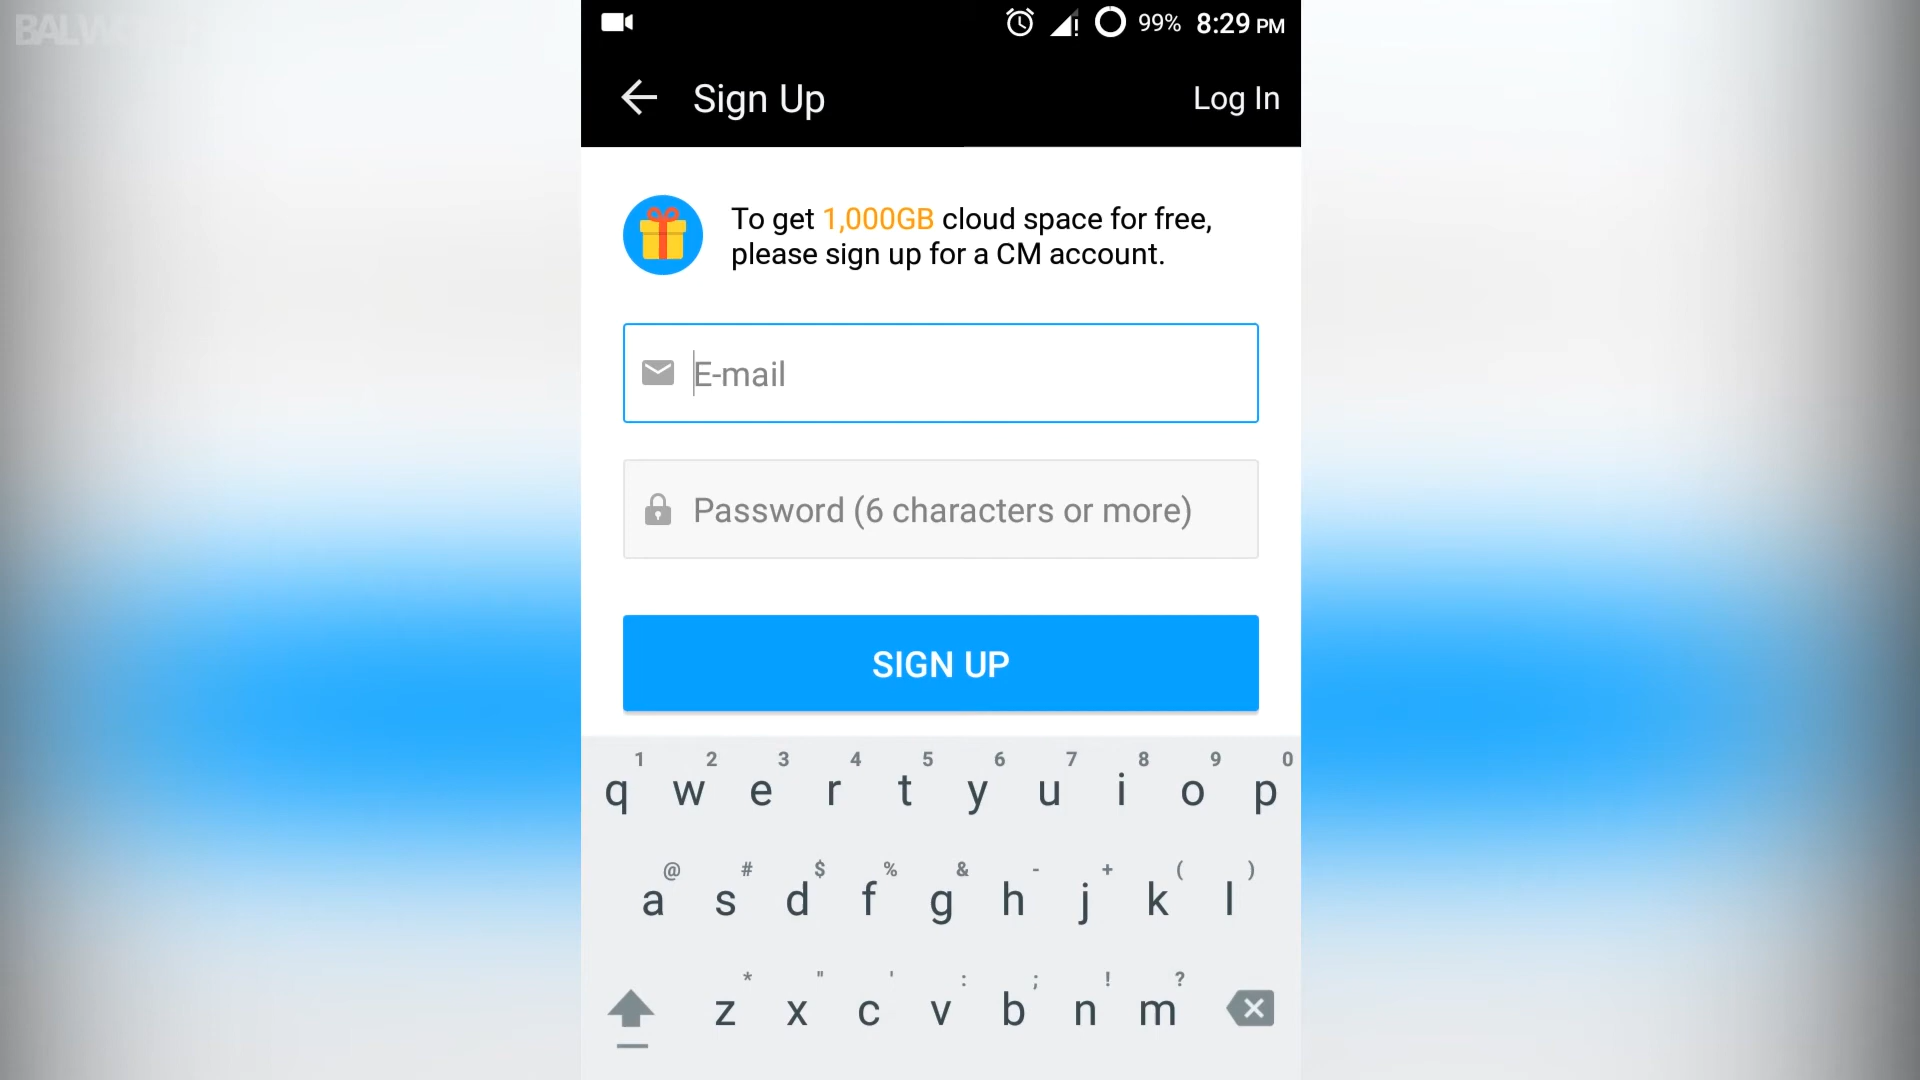 99% 8:29 PM
Sign Up
Log In
To get 1,000GB cloud space for free,
please sign up for a CM account.
E-mail
Password (6 characters or more)
SIGN UP
1 2 3 4 5 6 7 8 9 0
q w e r t y u i o p
@ # $ % & - + ( )
a s d f g h j k l
* " ' : ; ! ?
z x c v b n m